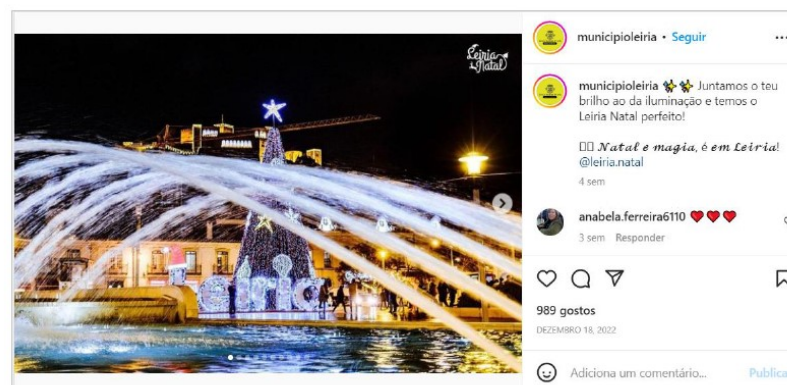 Leiria
Natal
leiria
municipioleiria • Seguir
municipioleiria ✨ ✨ Juntamos o teu
brilho ao da iluminação e temos o
Leiria Natal perfeito!
𝓝𝓪𝓽𝓪𝓵 𝓮 𝓶𝓪𝓰𝓲𝓪, é 𝓮𝓶 𝓛𝓮𝓲𝓻𝓲𝓪!
@leiria.natal
4 sem
anabela.ferreira6110 ❤️ ❤️ ❤️
3 sem Responder
989 gostos
DEZEMBRO 18, 2022
Adiciona um comentário... Publica